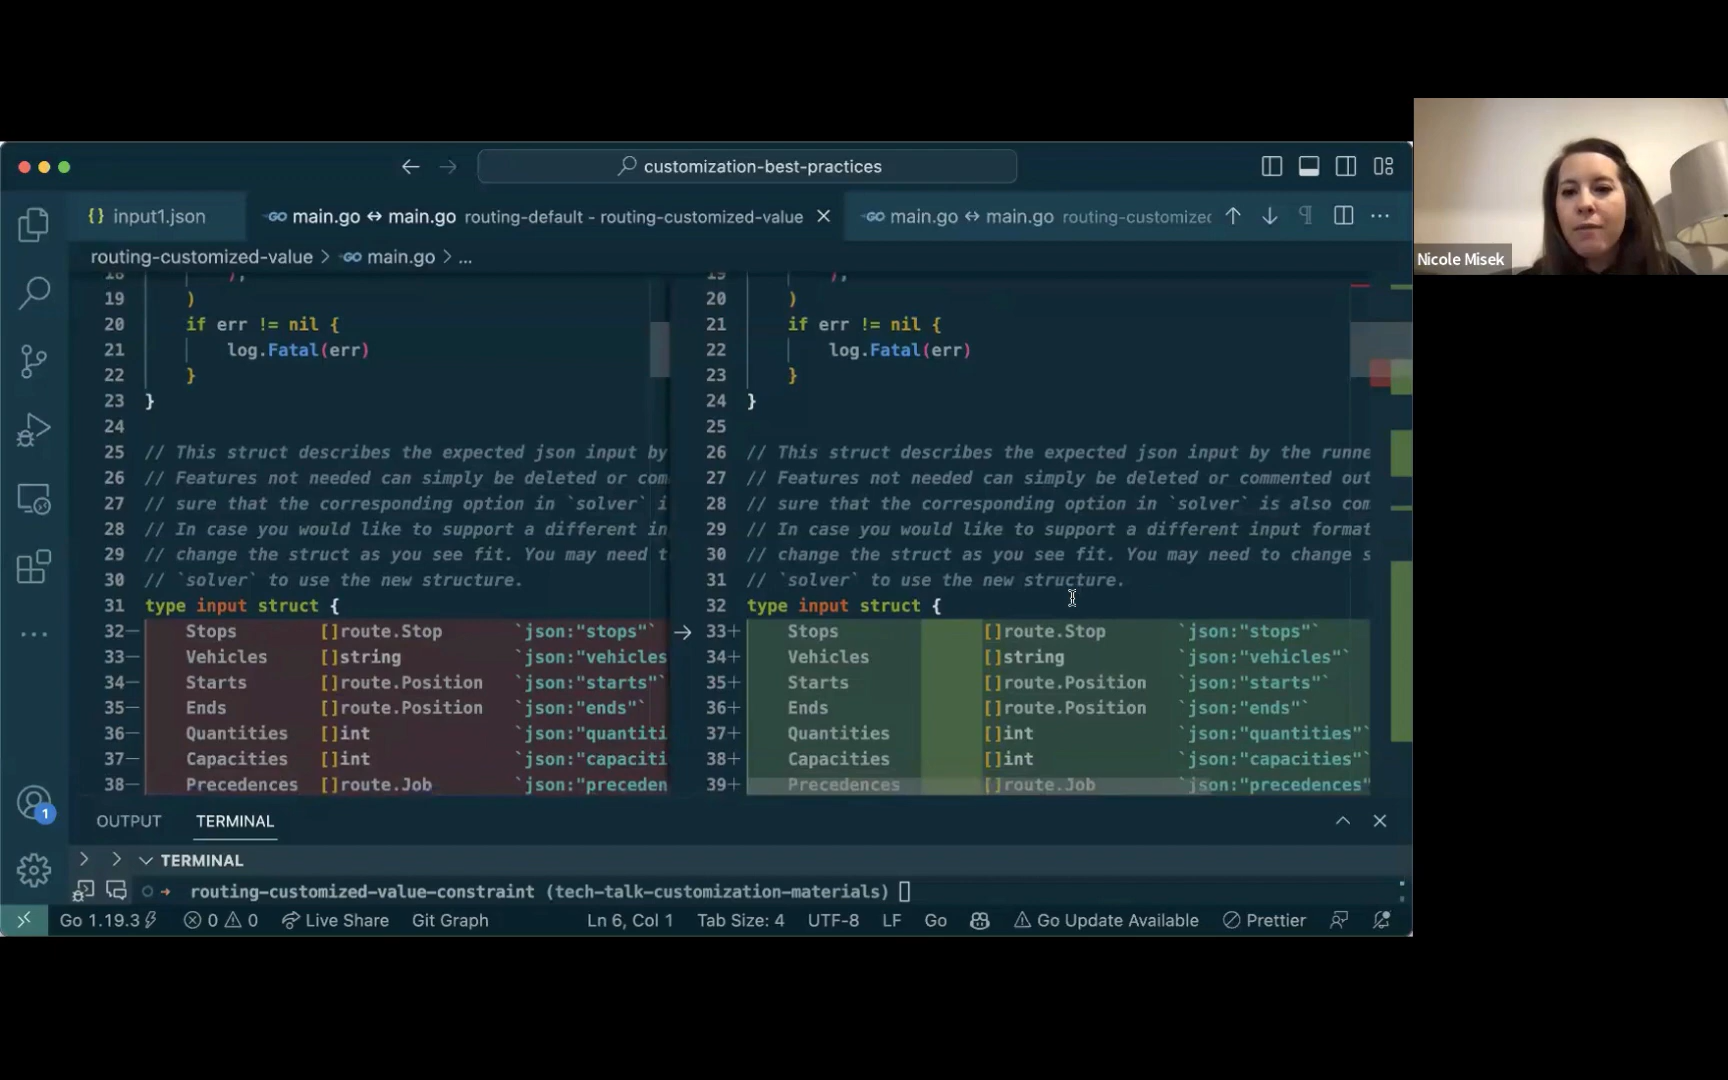 customization-best-practices
{} input1.json
main.go ↔ main.go routing-default - routing-customized-value
main.go ↔ main.go routing-customized
routing-customized-value > main.go > ...
18 ),
19 )
20 if err != nil {
21 log.Fatal(err)
22 }
23 }
24
25 // This struct describes the expected json input by
26 // Features not needed can simply be deleted or com
27 // sure that the corresponding option in `solver` i
28 // In case you would like to support a different in
29 // change the struct as you see fit. You may need t
30 // `solver` to use the new structure.
31 type input struct {
32− Stops []route.Stop `json:"stops"`
33− Vehicles []string `json:"vehicles
34− Starts []route.Position `json:"starts"`
35− Ends []route.Position `json:"ends"`
36− Quantities []int `json:"quantiti
37− Capacities []int `json:"capaciti
38− Precedences []route.Job `json:"preceden
19 ),
20 )
21 if err != nil {
22 log.Fatal(err)
23 }
24 }
25
26 // This struct describes the expected json input by the runne
27 // Features not needed can simply be deleted or commented out
28 // sure that the corresponding option in `solver` is also com
29 // In case you would like to support a different input format
30 // change the struct as you see fit. You may need to change s
31 // `solver` to use the new structure.
32 type input struct {
33+ Stops []route.Stop `json:"stops"`
34+ Vehicles []string `json:"vehicles"`
35+ Starts []route.Position `json:"starts"`
36+ Ends []route.Position `json:"ends"`
37+ Quantities []int `json:"quantities"`
38+ Capacities []int `json:"capacities"`
39+ Precedences []route.Job `json:"precedences"
OUTPUT TERMINAL
TERMINAL
routing-customized-value-constraint (tech-talk-customization-materials)
1
Go 1.19.3 0 0 Live Share Git Graph Ln 6, Col 1 Tab Size: 4 UTF-8 LF Go Go Update Available Prettier
Nicole Misek